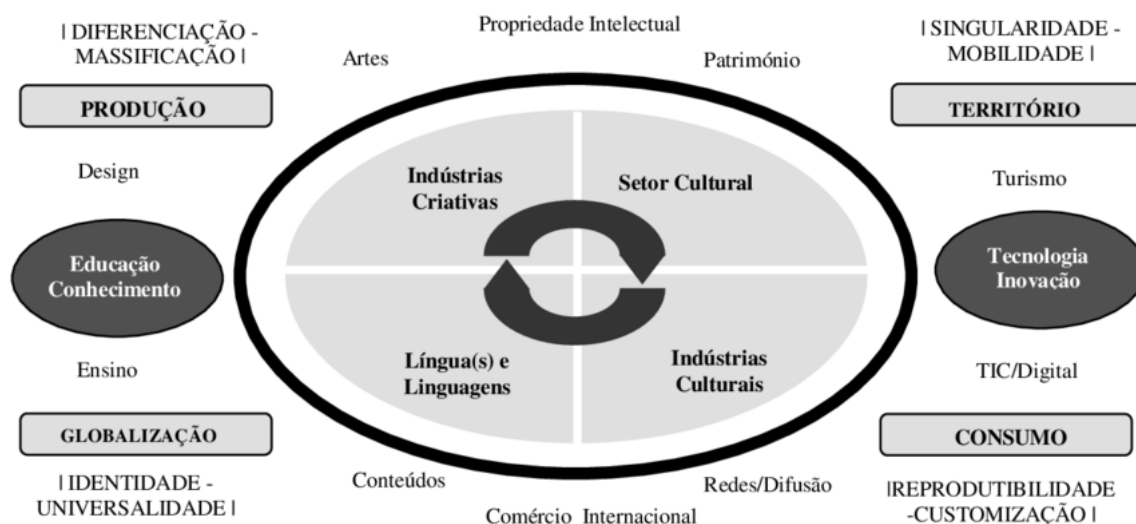 | DIFERENCIAÇÃO -
MASSIFICAÇÃO |
Propriedade Intelectual
| SINGULARIDADE -
MOBILIDADE |
Artes
Património
PRODUÇÃO
TERRITÓRIO
Design
Indústrias
Criativas
Setor Cultural
Turismo
Educação
Conhecimento
Tecnologia
Inovação
Ensino
Língua(s) e
Linguagens
Indústrias
Culturais
TIC/Digital
GLOBALIZAÇÃO
CONSUMO
| IDENTIDADE -
UNIVERSALIDADE |
Conteúdos
Redes/Difusão
|REPRODUTIBILIDADE
-CUSTOMIZAÇÃO |
Comércio Internacional